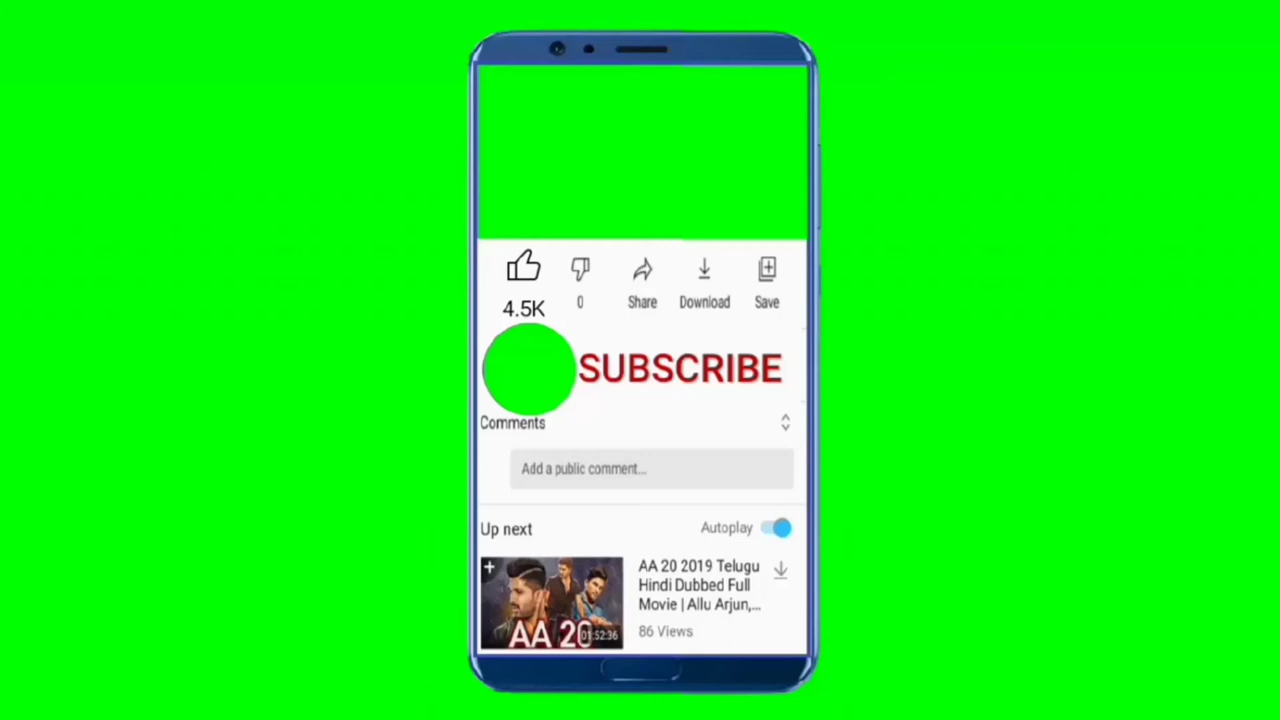 4.5K
0
Share
Download
Save
SUBSCRIBE
Comments
Add a public comment...
Up next
Autoplay
AA 20
01:52:36
AA 20 2019 Telugu
Hindi Dubbed Full
Movie | Allu Arjun,...
86 Views